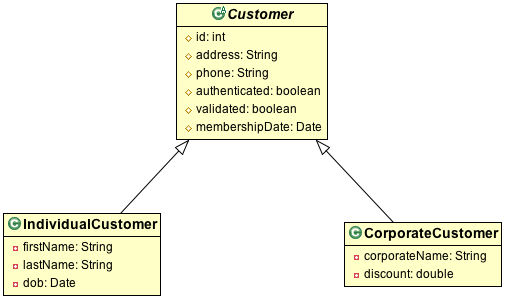 Customer
id: int
address: String
phone: String
authenticated: boolean
validated: boolean
membershipDate: Date
IndividualCustomer
firstName: String
lastName: String
dob: Date
CorporateCustomer
corporateName: String
discount: double